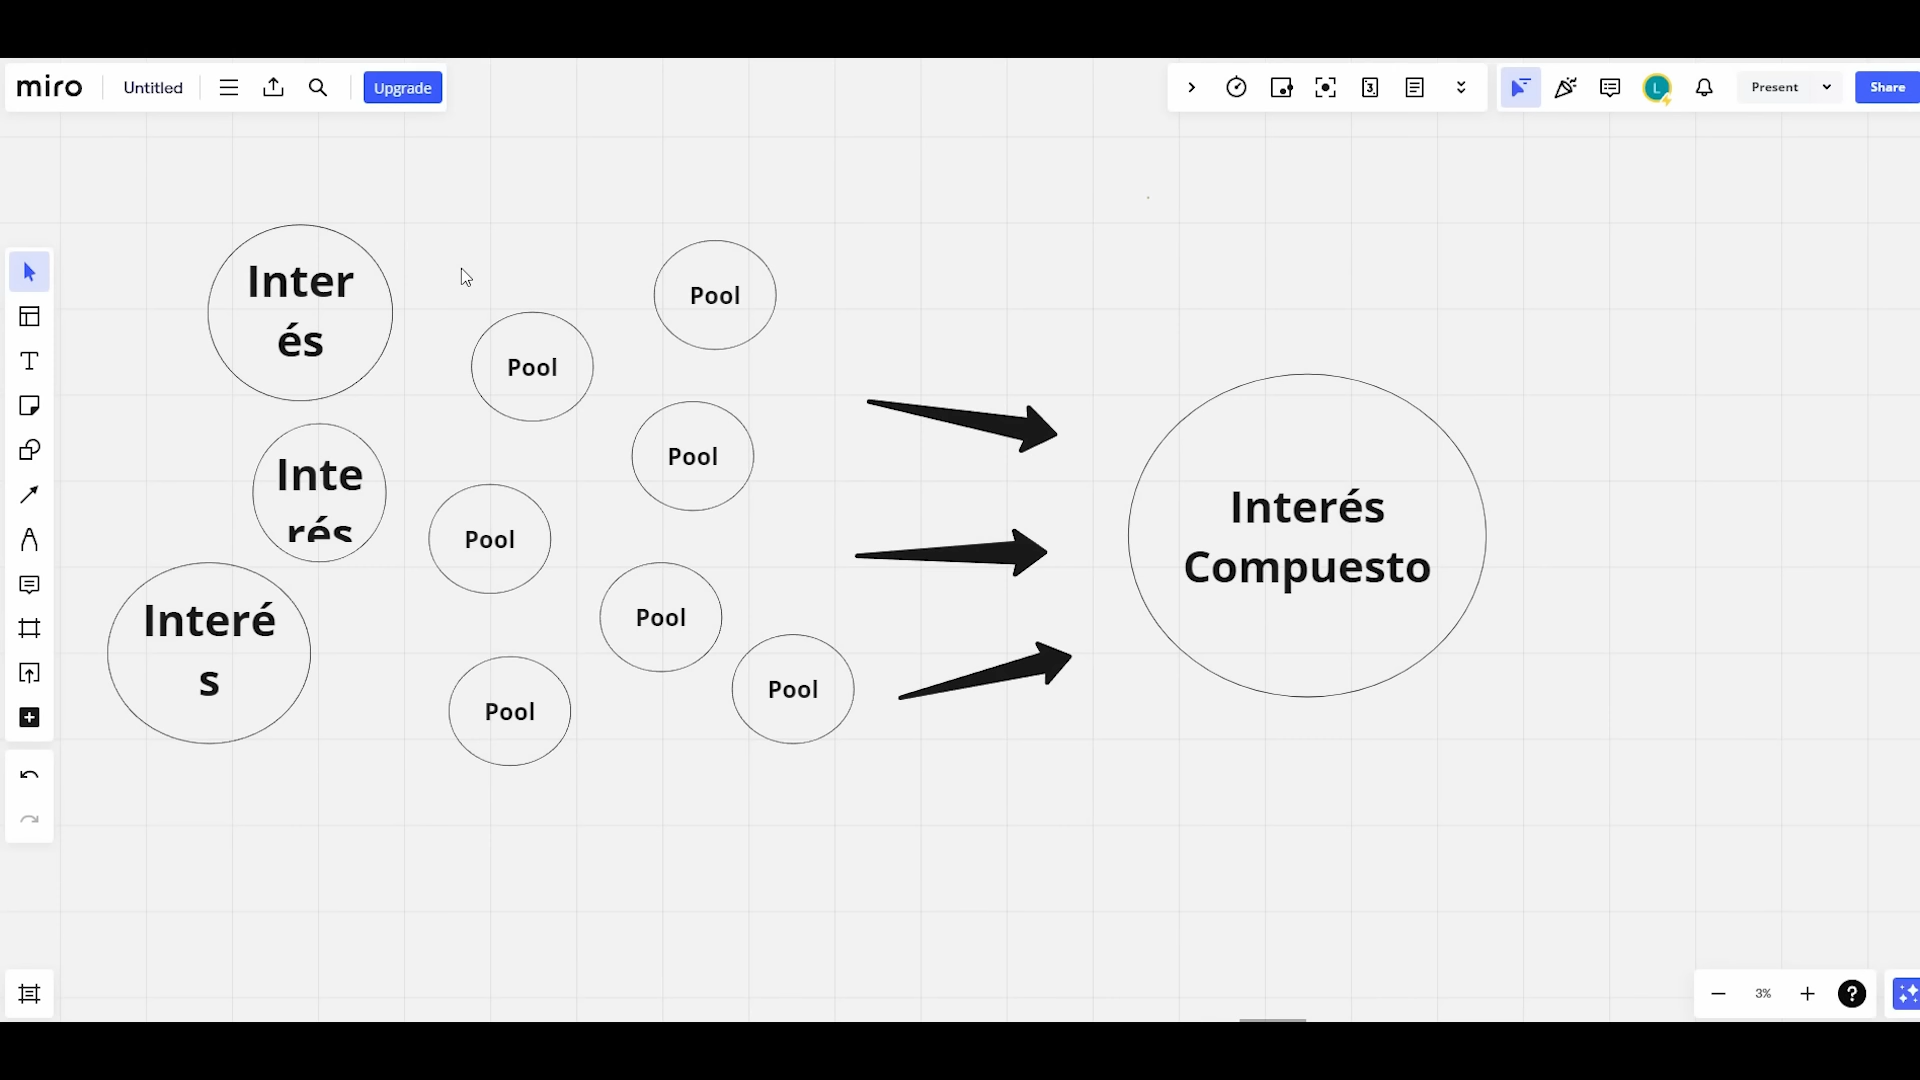 miro
Untitled
Upgrade
3
L
Present
Share
Inter
és
Pool
Pool
Pool
Inte
rés
Pool
Interés
Compuesto
Interé
s
Pool
Pool
Pool
3%
?